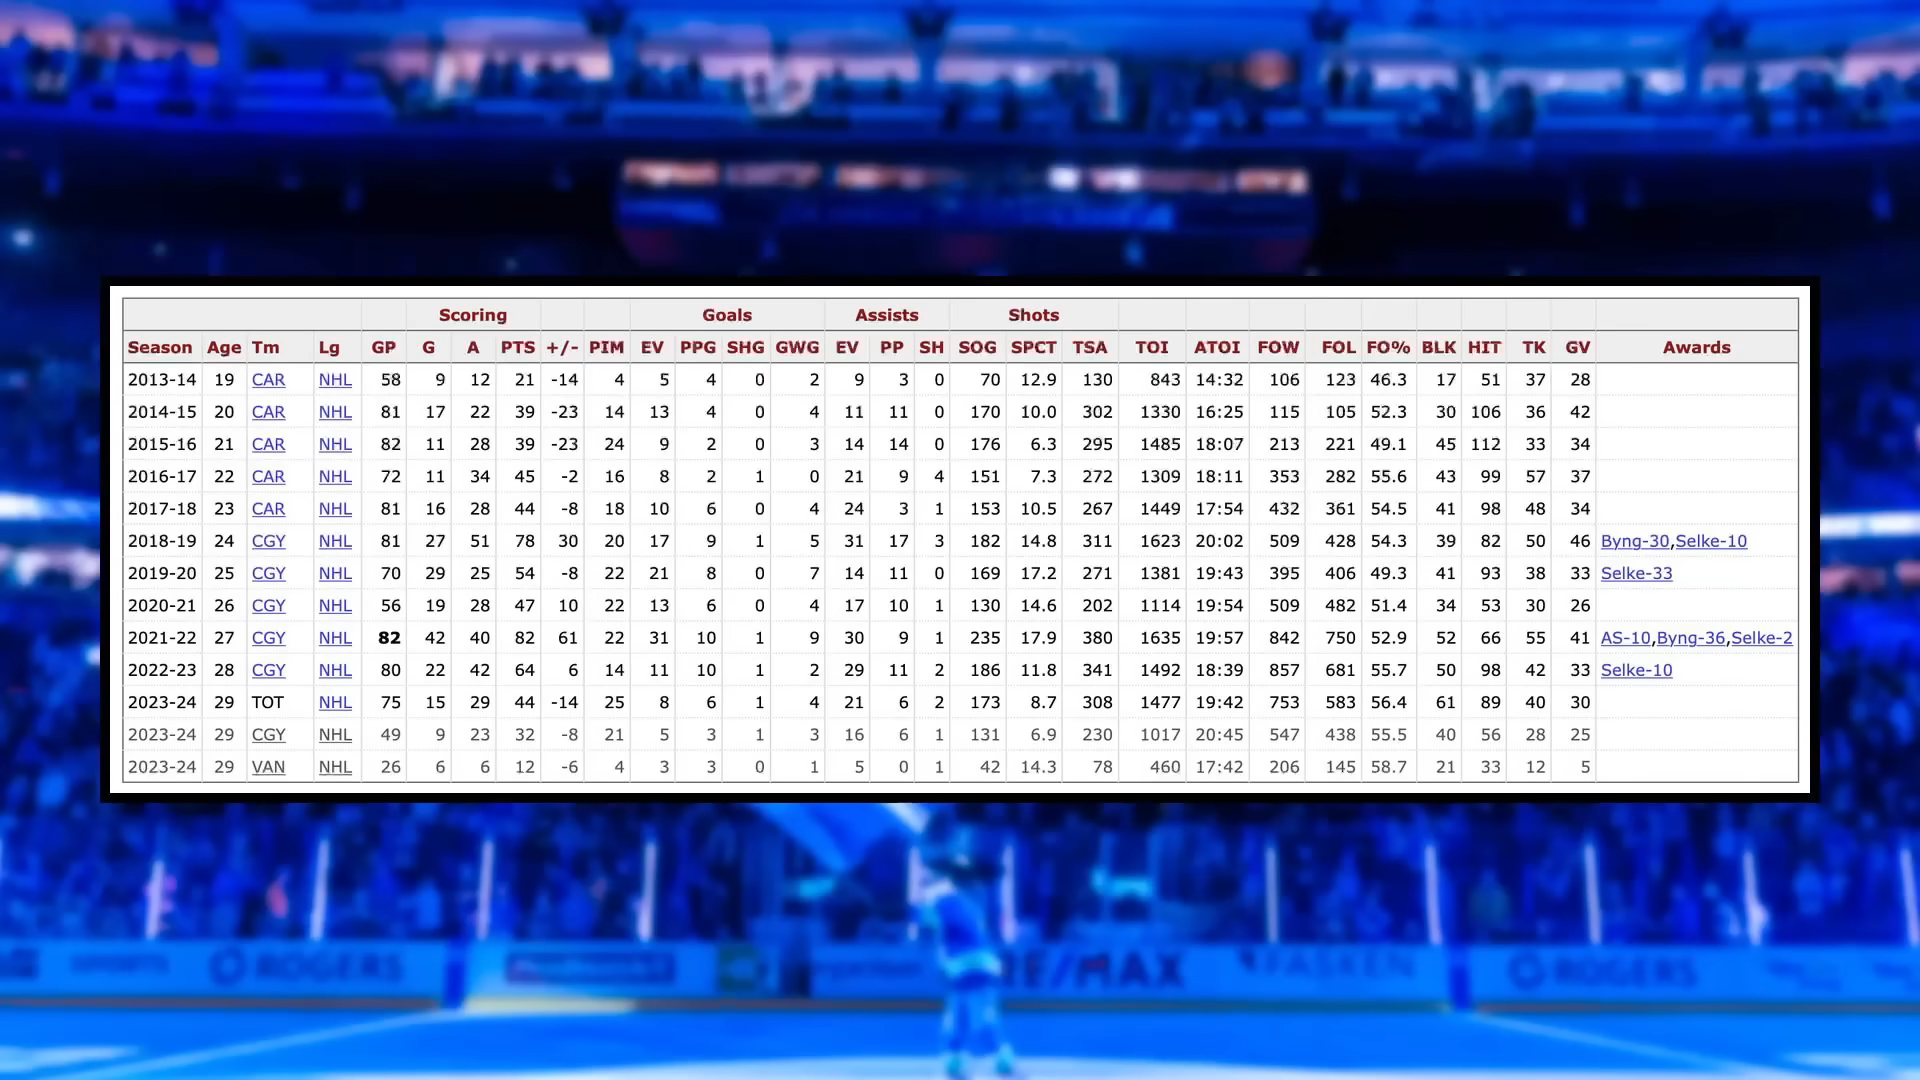 Scoring Goals Assists Shots
Season Age Tm Lg GP G A PTS +/- PIM EV PPG SHG GWG EV PP SH SOG SPCT TSA TOI ATOI FOW FOL FO% BLK HIT TK GV Awards
2013-14 19 CAR NHL 58 9 12 21 -14 4 5 4 0 2 9 3 0 70 12.9 130 843 14:32 106 123 46.3 17 51 37 28
2014-15 20 CAR NHL 81 17 22 39 -23 14 13 4 0 4 11 11 0 170 10.0 302 1330 16:25 115 105 52.3 30 106 36 42
2015-16 21 CAR NHL 82 11 28 39 -23 24 9 2 0 3 14 14 0 176 6.3 295 1485 18:07 213 221 49.1 45 112 33 34
2016-17 22 CAR NHL 72 11 34 45 -2 16 8 2 1 0 21 9 4 151 7.3 272 1309 18:11 353 282 55.6 43 99 57 37
2017-18 23 CAR NHL 81 16 28 44 -8 18 10 6 0 4 24 3 1 153 10.5 267 1449 17:54 432 361 54.5 41 98 48 34
2018-19 24 CGY NHL 81 27 51 78 30 20 17 9 1 5 31 17 3 182 14.8 311 1623 20:02 509 428 54.3 39 82 50 46 Byng-30,Selke-10
2019-20 25 CGY NHL 70 29 25 54 -8 22 21 8 0 7 14 11 0 169 17.2 271 1381 19:43 395 406 49.3 41 93 38 33 Selke-33
2020-21 26 CGY NHL 56 19 28 47 10 22 13 6 0 4 17 10 1 130 14.6 202 1114 19:54 509 482 51.4 34 53 30 26
2021-22 27 CGY NHL 82 42 40 82 61 22 31 10 1 9 30 9 1 235 17.9 380 1635 19:57 842 750 52.9 52 66 55 41 AS-10,Byng-36,Selke-2
2022-23 28 CGY NHL 80 22 42 64 6 14 11 10 1 2 29 11 2 186 11.8 341 1492 18:39 857 681 55.7 50 98 42 33 Selke-10
2023-24 29 TOT NHL 75 15 29 44 -14 25 8 6 1 4 21 6 2 173 8.7 308 1477 19:42 753 583 56.4 61 89 40 30
2023-24 29 CGY NHL 49 9 23 32 -8 21 5 3 1 3 16 6 1 131 6.9 230 1017 20:45 547 438 55.5 40 56 28 25
2023-24 29 VAN NHL 26 6 6 12 -6 4 3 3 0 1 5 0 1 42 14.3 78 460 17:42 206 145 58.7 21 33 12 5
ROGERS RE/MAX FASKEN ROGERS